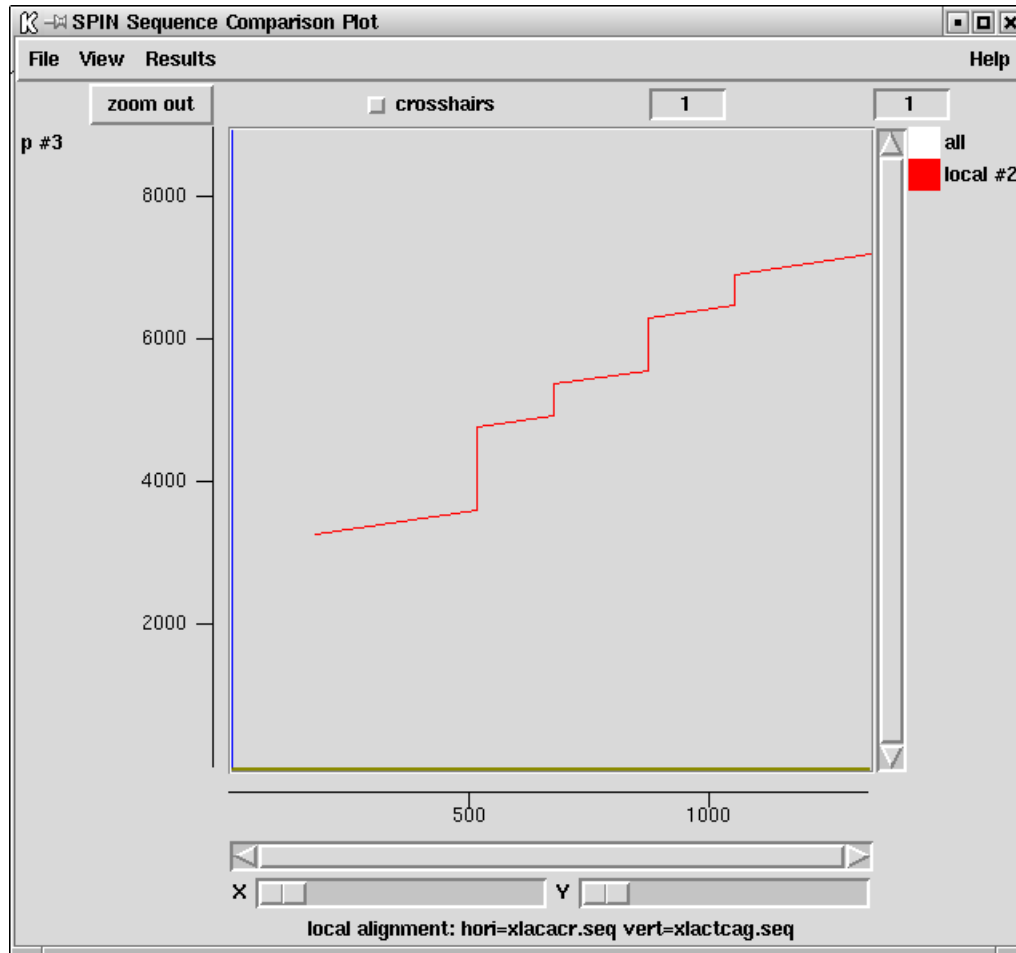 SPIN Sequence Comparison Plot
File View Results Help
zoom out crosshairs 1 1
p #3
all
local #2
8000
6000
4000
2000
500 1000
X Y
local alignment: hori=xlacacr.seq vert=xlactcag.seq